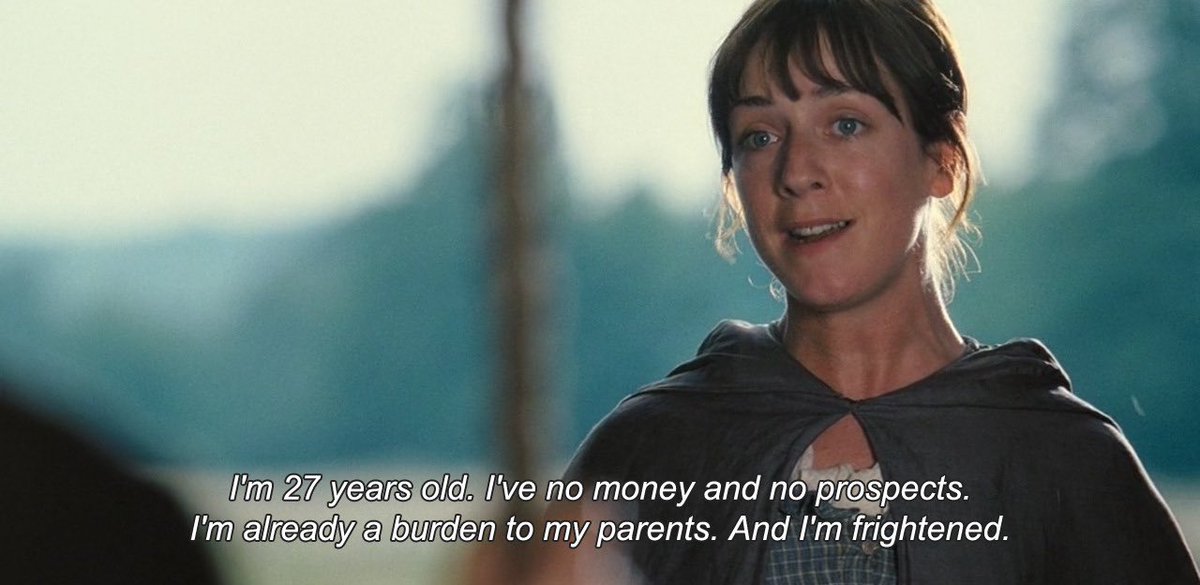 I'm 27 years old. I've no money and no prospects.
I'm already a burden to my parents. And I'm frightened.